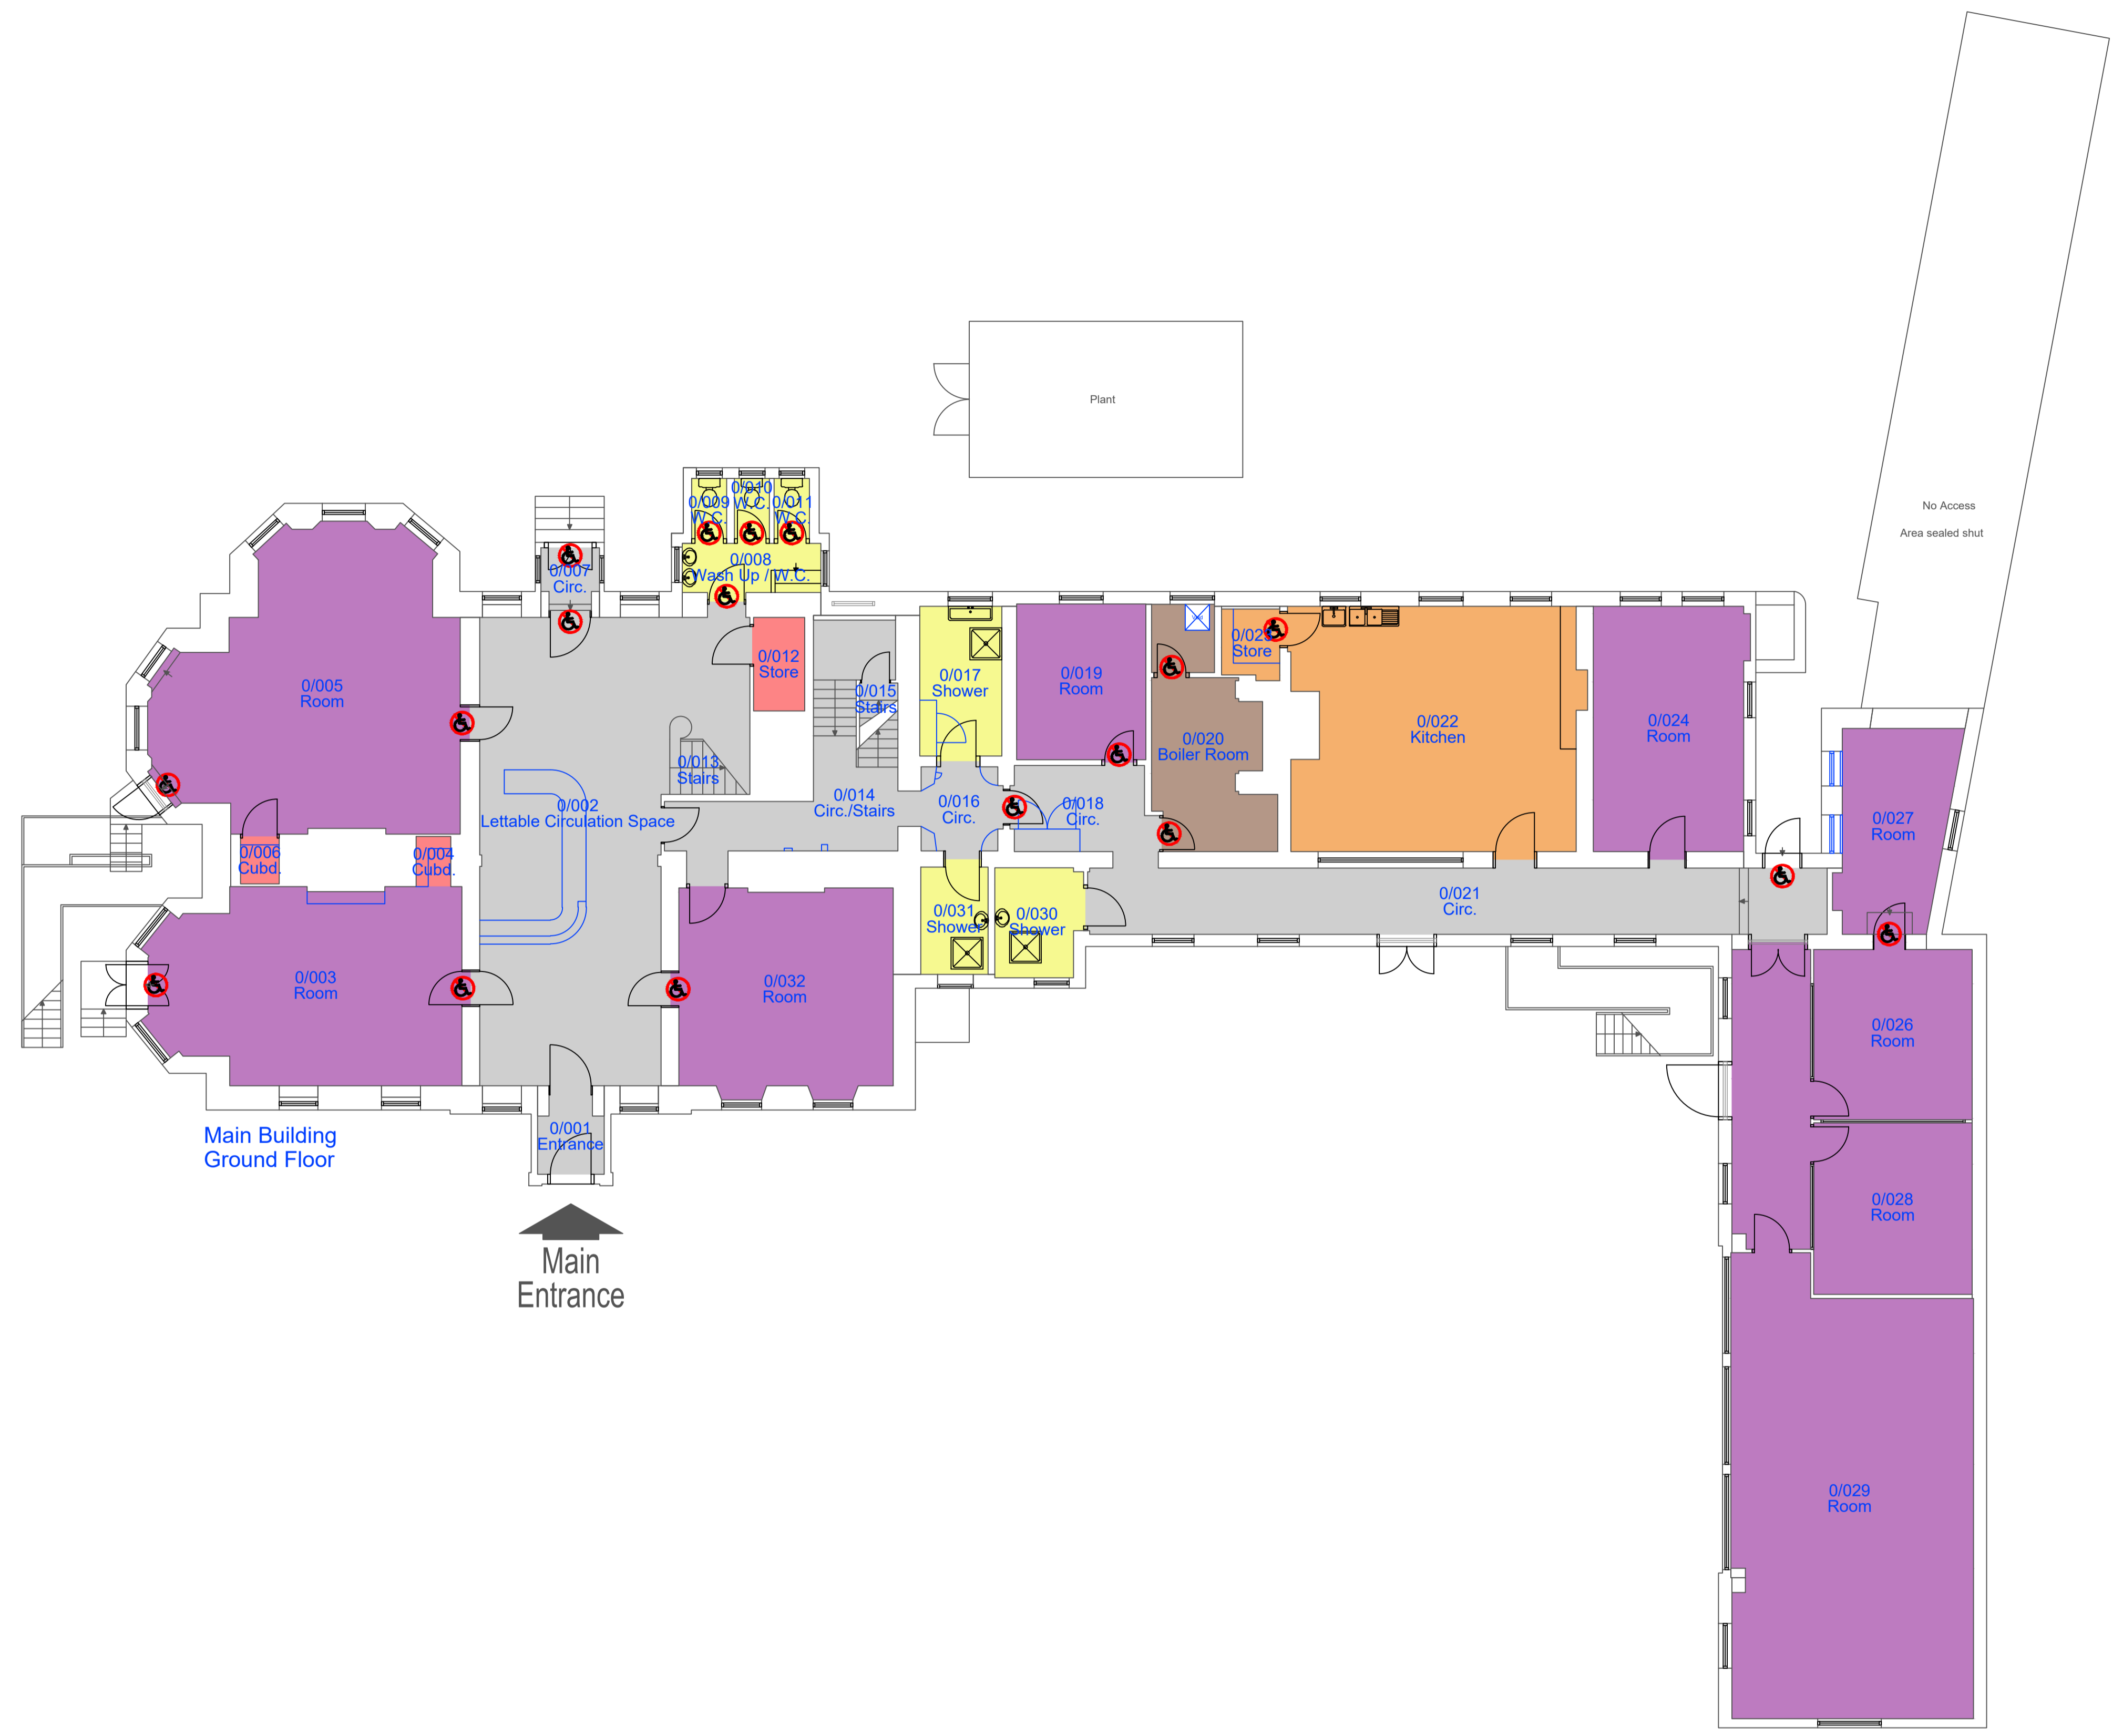 Plant
No Access
Area sealed shut
0/009
W.C.
0/010
W.C.
0/011
W.C.
0/008
Wash Up / W.C.
0/007
Circ.
0/005
Room
0/012
Store
0/015
Stairs
0/017
Shower
0/019
Room
0/023
Store
0/020
Boiler Room
0/022
Kitchen
0/024
Room
0/027
Room
0/013
Stairs
0/002
Lettable Circulation Space
0/014
Circ./Stairs
0/016
Circ.
0/018
Circ.
0/006
Cubd.
0/004
Cubd.
0/021
Circ.
0/031
Shower
0/030
Shower
0/003
Room
0/032
Room
0/026
Room
0/001
Entrance
Main Building
Ground Floor
0/028
Room
Main
Entrance
0/029
Room